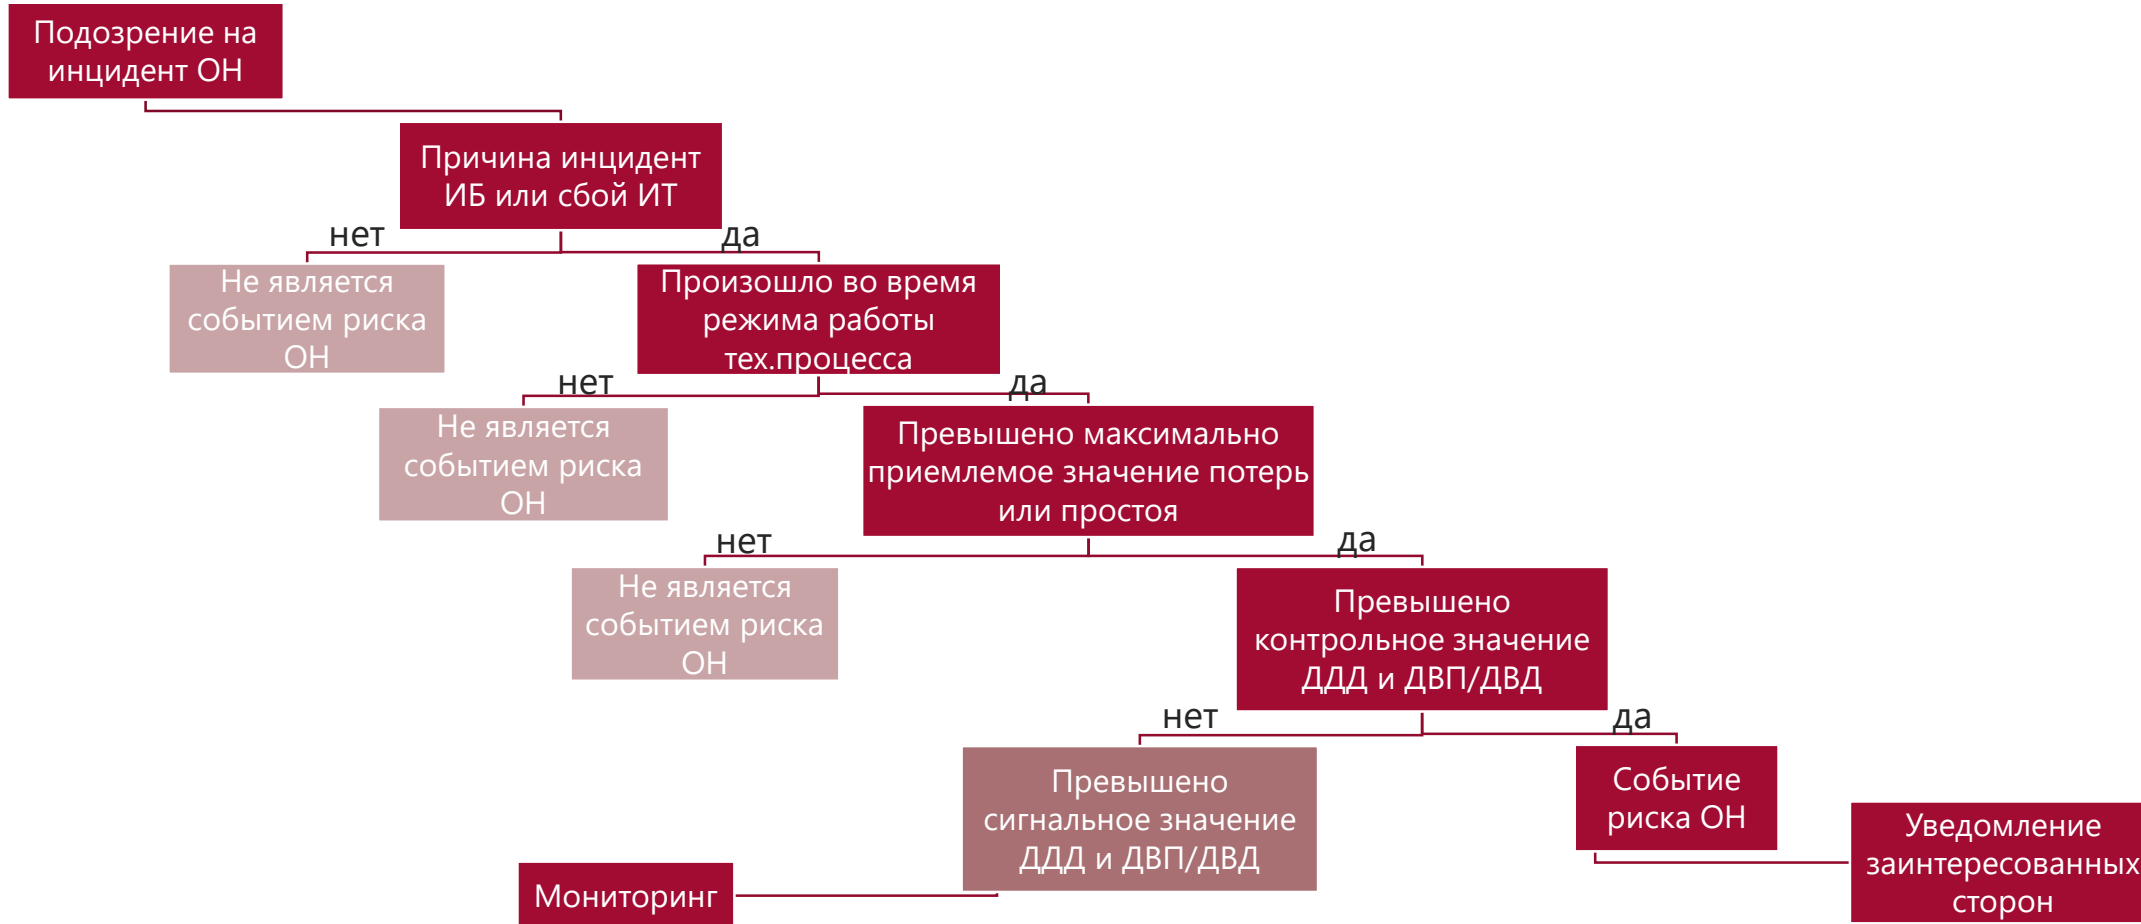 Подозрение на
инцидент ОН
Причина инцидент
ИБ или сбой ИТ
нет
да
Не является
событием риска
ОН
Произошло во время
режима работы
тех.процесса
нет
да
Не является
событием риска
ОН
Превышено максимально
приемлемое значение потерь
или простоя
нет
да
Не является
событием риска
ОН
Превышено
контрольное значение
ДДД и ДВП/ДВД
нет
да
Превышено
сигнальное значение
ДДД и ДВП/ДВД
Событие
риска ОН
Мониторинг
Уведомление
заинтересованных
сторон